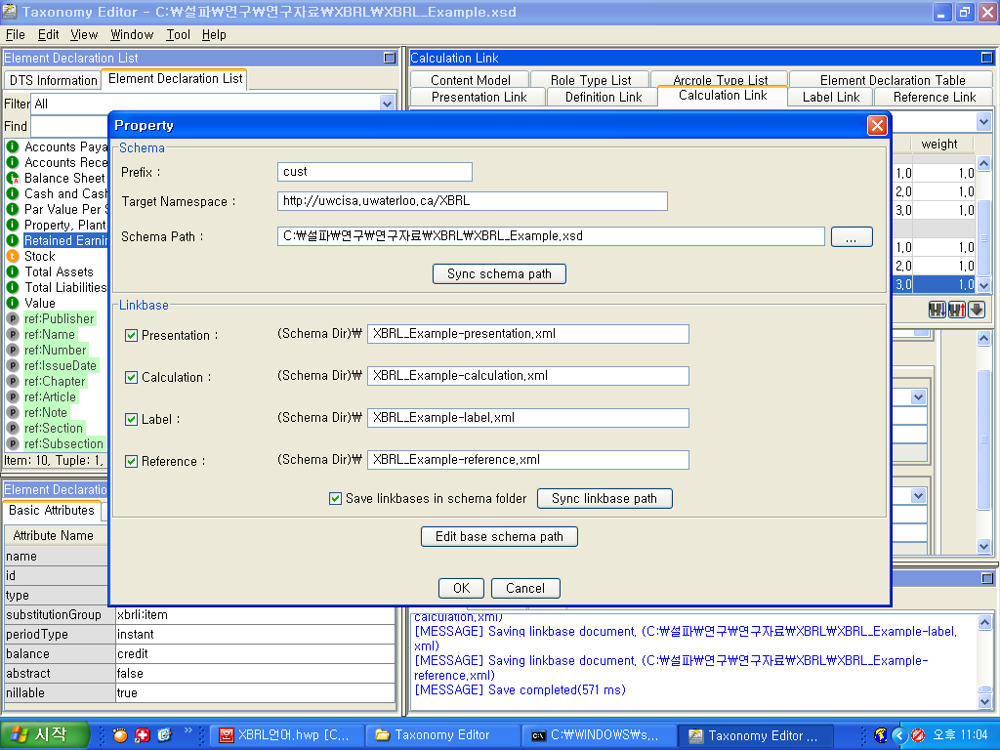 Taxonomy Editor - C:₩설파₩연구₩연구자료₩XBRL₩XBRL_Example.xsd
File Edit View Window Tool Help
Element Declaration List
DTS Information Element Declaration List
Filter All
Find
Accounts Paya
Accounts Rece
Balance Sheet
Cash and Cash
Par Value Per S
Property, Plant
Retained Earnin
Stock
Total Assets
Total Liabilities
Value
ref:Publisher
ref:Name
ref:Number
ref:IssueDate
ref:Chapter
ref:Article
ref:Note
ref:Section
ref:Subsection
Item: 10, Tuple: 1,
Calculation Link
Content Model Role Type List Arcrole Type List Element Declaration Table
Presentation Link Definition Link Calculation Link Label Link Reference Link
weight
1.0 1.0
2.0 1.0
3.0 1.0
1.0 1.0
2.0 1.0
3.0 1.0
Property
Schema
Prefix : cust
Target Namespace : http://uwcisa.uwaterloo.ca/XBRL
Schema Path : C:₩설파₩연구₩연구자료₩XBRL₩XBRL_Example.xsd ...
Sync schema path
Linkbase
Presentation : (Schema Dir)₩ XBRL_Example-presentation.xml
Calculation : (Schema Dir)₩ XBRL_Example-calculation.xml
Label : (Schema Dir)₩ XBRL_Example-label.xml
Reference : (Schema Dir)₩ XBRL_Example-reference.xml
Save linkbases in schema folder Sync linkbase path
Edit base schema path
OK Cancel
Element Declaratio
Basic Attributes
Attribute Name
name
id
type
substitutionGroup xbrli:item
periodType instant
balance credit
abstract false
nillable true
calculation.xml)
[MESSAGE] Saving linkbase document. (C:₩설파₩연구₩연구자료₩XBRL₩XBRL_Example-label.
xml)
[MESSAGE] Saving linkbase document. (C:₩설파₩연구₩연구자료₩XBRL₩XBRL_Example-
reference.xml)
[MESSAGE] Save completed(571 ms)
시작 XBRL언어.hwp [C... Taxonomy Editor C:₩WINDOWS₩s... Taxonomy Editor ... 오후 11:04